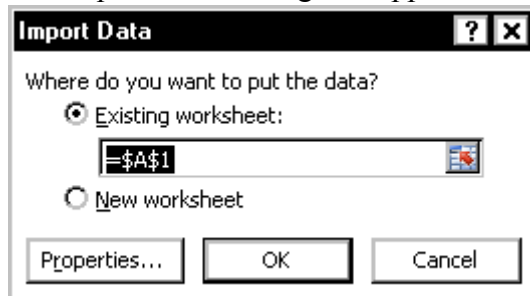 Import Data ? X
Where do you want to put the data?
Existing worksheet:
=$A$1
New worksheet
Properties... OK Cancel